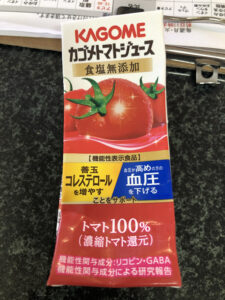 KAGOME
カゴメトマトジュース
食塩無添加
【機能性表示食品】
善玉
コレステロール
を増やす
血圧が高めの方の
血圧
を下げる
ことをサポート
トマト100%
(濃縮トマト還元)
機能性関与成分:リコピン・GABA
機能性関与成分による研究報告